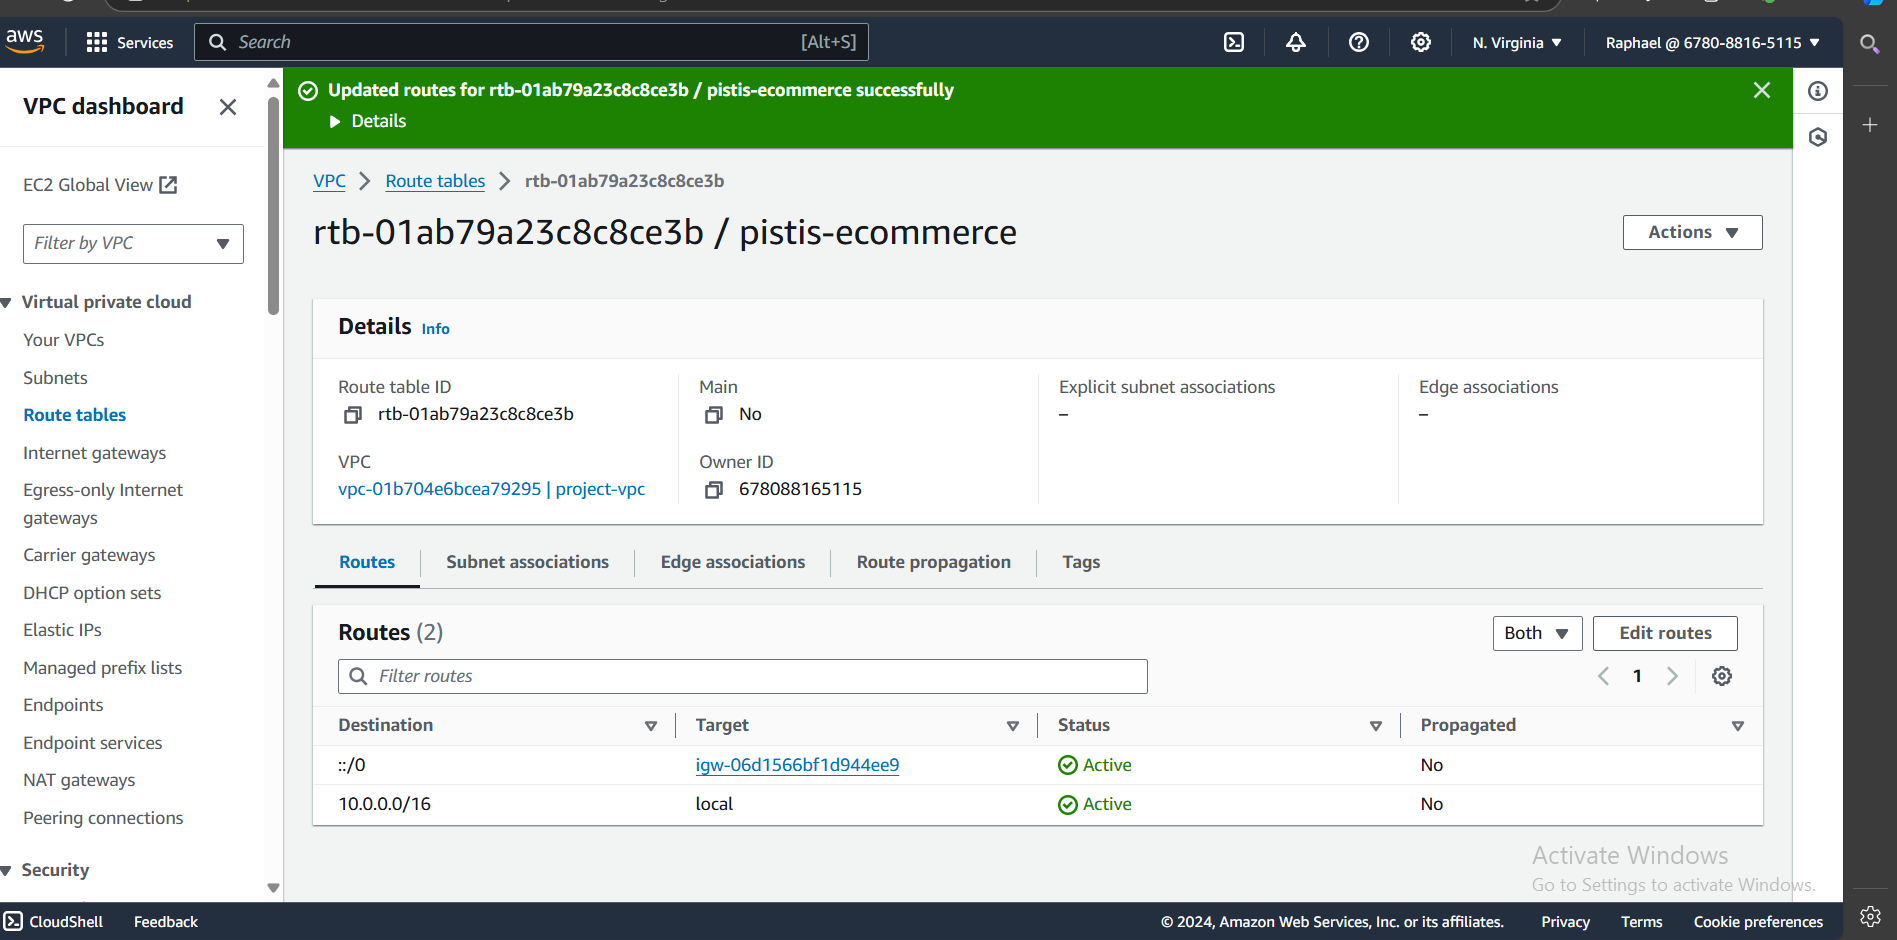 aws
Services
Search
[Alt+S]
N. Virginia
Raphael @ 6780-8816-5115
VPC dashboard
EC2 Global View
Filter by VPC
Virtual private cloud
Your VPCs
Subnets
Route tables
Internet gateways
Egress-only Internet
gateways
Carrier gateways
DHCP option sets
Elastic IPs
Managed prefix lists
Endpoints
Endpoint services
NAT gateways
Peering connections
Security
Updated routes for rtb-01ab79a23c8c8ce3b / pistis-ecommerce successfully
Details
VPC
Route tables
rtb-01ab79a23c8c8ce3b
rtb-01ab79a23c8c8ce3b / pistis-ecommerce
Actions
Details Info
Route table ID
rtb-01ab79a23c8c8ce3b
Main
No
Explicit subnet associations
–
Edge associations
–
VPC
vpc-01b704e6bcea79295 | project-vpc
Owner ID
678088165115
Routes
Subnet associations
Edge associations
Route propagation
Tags
Routes (2)
Both
Edit routes
Filter routes
1
Destination
Target
Status
Propagated
::/0
igw-06d1566bf1d944ee9
Active
No
10.0.0.0/16
local
Active
No
Activate Windows
Go to Settings to activate Windows.
CloudShell
Feedback
© 2024, Amazon Web Services, Inc. or its affiliates.
Privacy
Terms
Cookie preferences